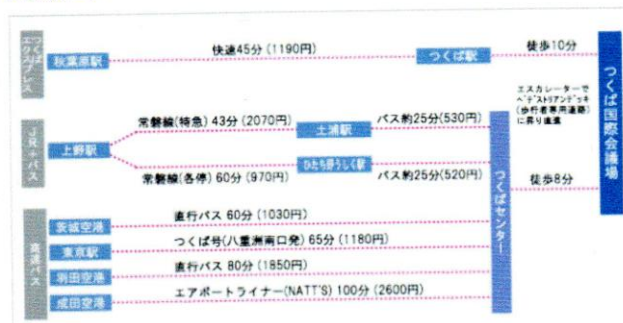 つくば
エクスプレス
秋葉原駅
快速45分(1190円)
つくば駅
徒歩10分
つくば国際会議場
エスカレーターで
ペデストリアンデッキ
(歩行者専用通路)
に昇り直進
JR+バス
上野駅
常磐線(特急) 43分 (2070円)
土浦駅
バス約25分(530円)
常磐線(各停) 60分 (970円)
ひたち野うしく駅
バス約25分(520円)
つくばセンター
徒歩8分
高速バス
茨城空港
直行バス 60分 (1030円)
東京駅
つくば号(八重洲南口発) 65分 (1180円)
羽田空港
直行バス 80分 (1850円)
成田空港
エアポートライナー(NATT'S) 100分 (2600円)